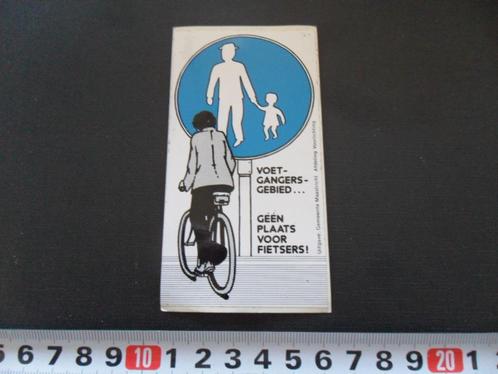 VOET-
GANGERS-
GEBIED...
GÉÉN
PLAATS
VOOR
FIETSERS!
Uitgave: Gemeente Maastricht Afdeling Voorlichting
5 6 7 8 9 10 1 2 3 4 5 6 7 8 9 20 1